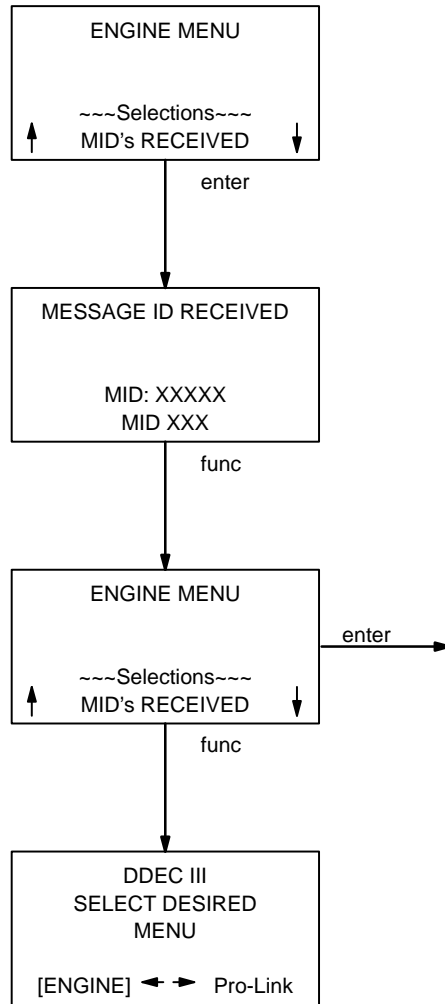 ENGINE MENU
~~~Selections~~~
MID's RECEIVED
enter
MESSAGE ID RECEIVED
MID: XXXXX
MID XXX
func
ENGINE MENU
~~~Selections~~~
MID's RECEIVED
enter
func
DDEC III
SELECT DESIRED
MENU
[ENGINE] Pro-Link